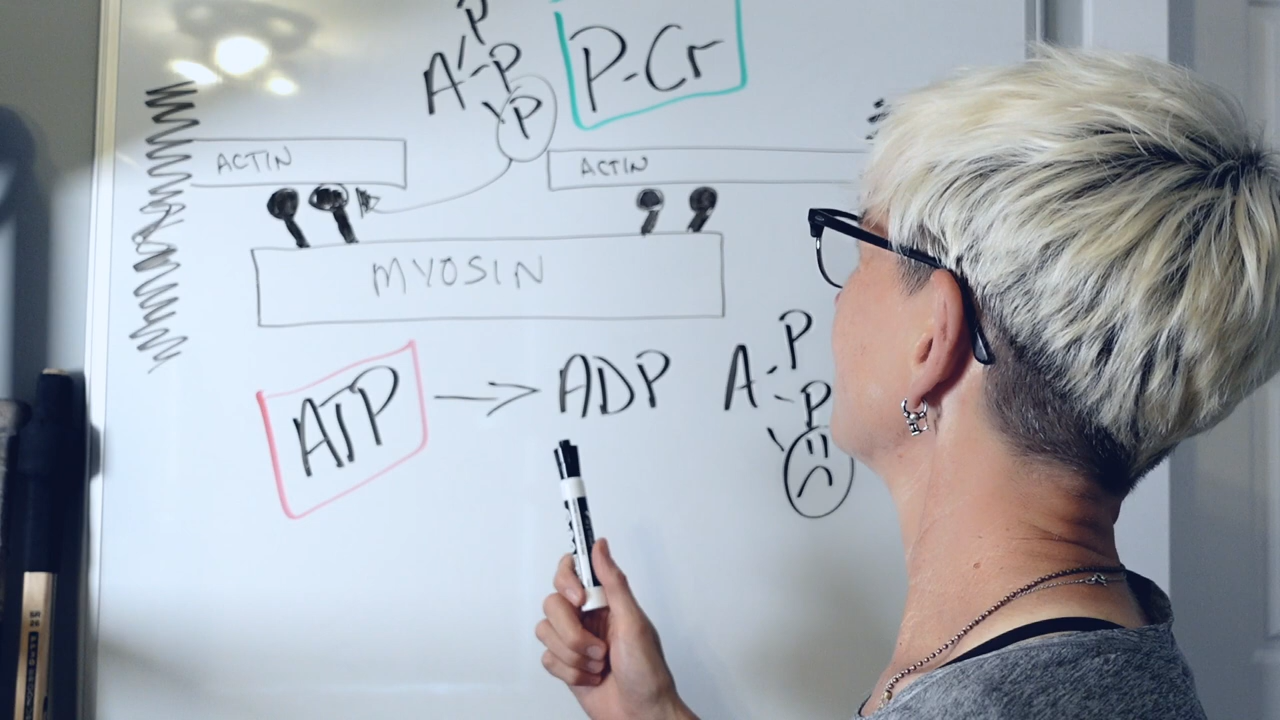 P
A-P P-Cr
P
ACTIN ACTIN
MYOSIN
P
ATP → ADP A-P